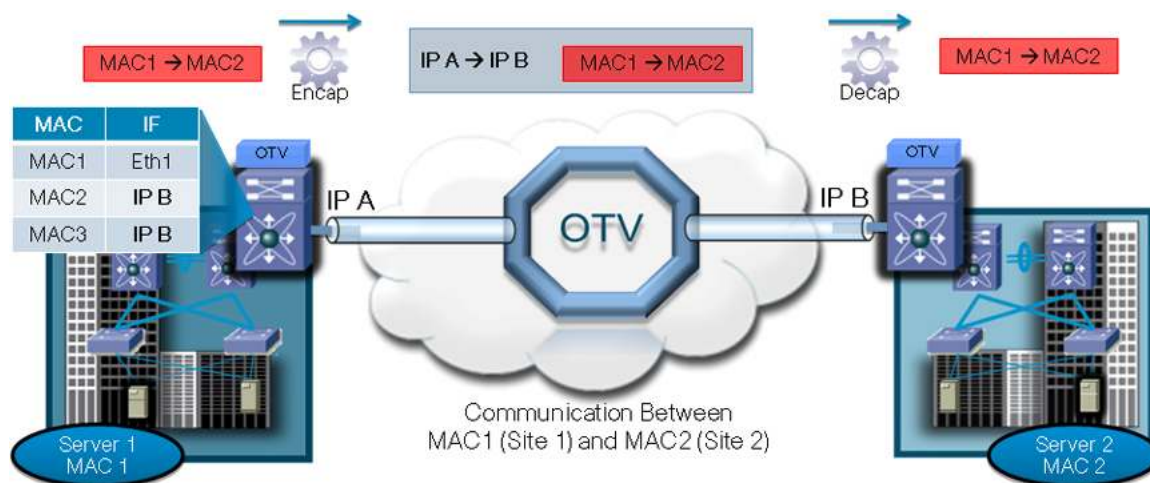 MAC1 → MAC2
Encap
IP A → IP B
MAC1 → MAC2
Decap
MAC1 → MAC2
MAC IF
MAC1 Eth1
MAC2 IP B
MAC3 IP B
OTV
IP A
OTV
IP B
OTV
Communication Between
MAC1 (Site 1) and MAC2 (Site 2)
Server 1
MAC 1
Server 2
MAC 2